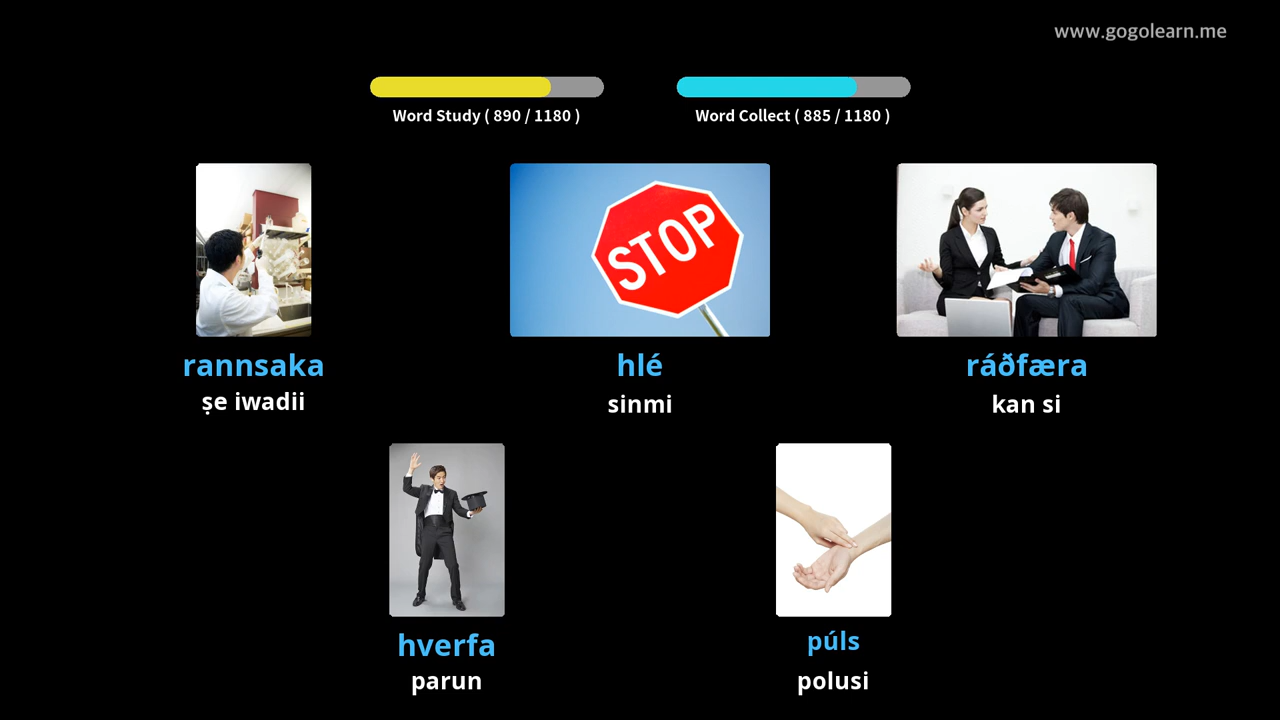 www.gogolearn.me
Word Study ( 890 / 1180 )
Word Collect ( 885 / 1180 )
STOP
rannsaka
hlé
ráðfæra
ṣe iwadii
sinmi
kan si
hverfa
púls
parun
polusi